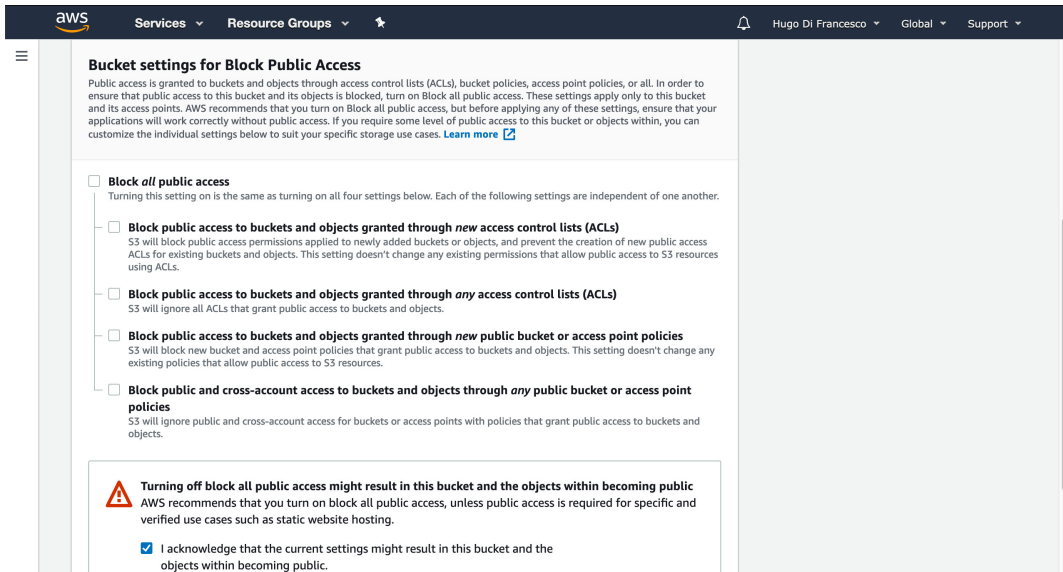 aws Services Resource Groups Hugo Di Francesco Global Support
Bucket settings for Block Public Access
Public access is granted to buckets and objects through access control lists (ACLs), bucket policies, access point policies, or all. In order to
ensure that public access to this bucket and its objects is blocked, turn on Block all public access. These settings apply only to this bucket
and its access points. AWS recommends that you turn on Block all public access, but before applying any of these settings, ensure that your
applications will work correctly without public access. If you require some level of public access to this bucket or objects within, you can
customize the individual settings below to suit your specific storage use cases. Learn more
Block all public access
Turning this setting on is the same as turning on all four settings below. Each of the following settings are independent of one another.
Block public access to buckets and objects granted through new access control lists (ACLs)
S3 will block public access permissions applied to newly added buckets or objects, and prevent the creation of new public access
ACLs for existing buckets and objects. This setting doesn't change any existing permissions that allow public access to S3 resources
using ACLs.
Block public access to buckets and objects granted through any access control lists (ACLs)
S3 will ignore all ACLs that grant public access to buckets and objects.
Block public access to buckets and objects granted through new public bucket or access point policies
S3 will block new bucket and access point policies that grant public access to buckets and objects. This setting doesn't change any
existing policies that allow public access to S3 resources.
Block public and cross-account access to buckets and objects through any public bucket or access point
policies
S3 will ignore public and cross-account access for buckets or access points with policies that grant public access to buckets and
objects.
Turning off block all public access might result in this bucket and the objects within becoming public
AWS recommends that you turn on block all public access, unless public access is required for specific and
verified use cases such as static website hosting.
I acknowledge that the current settings might result in this bucket and the
objects within becoming public.